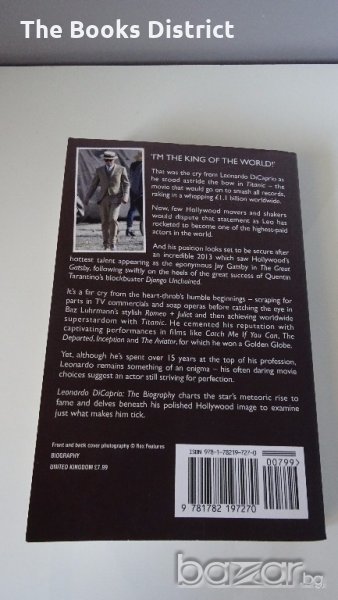 The Books District
'I'M THE KING OF THE WORLD!'
That was the cry from Leonardo DiCaprio as
he stood astride the bow in Titanic – the
movie that would go on to smash all records,
raking in a whopping £1.1 billion worldwide.
Now, few Hollywood movers and shakers
would dispute that statement as Leo has
rocketed to become one of the highest-paid
actors in the world.
And his position looks set to be secure after
an incredible 2013 which saw Hollywood's
hottest talent appearing as the eponymous Jay Gatsby in The Great
Gatsby, following swiftly on the heels of the great success of Quentin
Tarantino's blockbuster Django Unchained.
It's a far cry from the heart-throb's humble beginnings – scraping for
parts in TV commercials and soap operas before catching the eye in
Baz Luhrmann's stylish Romeo + Juliet and then achieving worldwide
superstardom with Titanic. He cemented his reputation with
captivating performances in films like Catch Me If You Can, The
Departed, Inception and The Aviator, for which he won a Golden Globe.
Yet, although he's spent over 15 years at the top of his profession,
Leonardo remains something of an enigma – his often daring movie
choices suggest an actor still striving for perfection.
Leonardo DiCaprio: The Biography charts the star's meteoric rise to
fame and delves beneath his polished Hollywood image to examine
just what makes him tick.
Front and back cover photography © Rex Features
BIOGRAPHY
UNITED KINGDOM £7.99
ISBN 978-1-78219-727-0
00799
9 781782 197270
bazar.bg